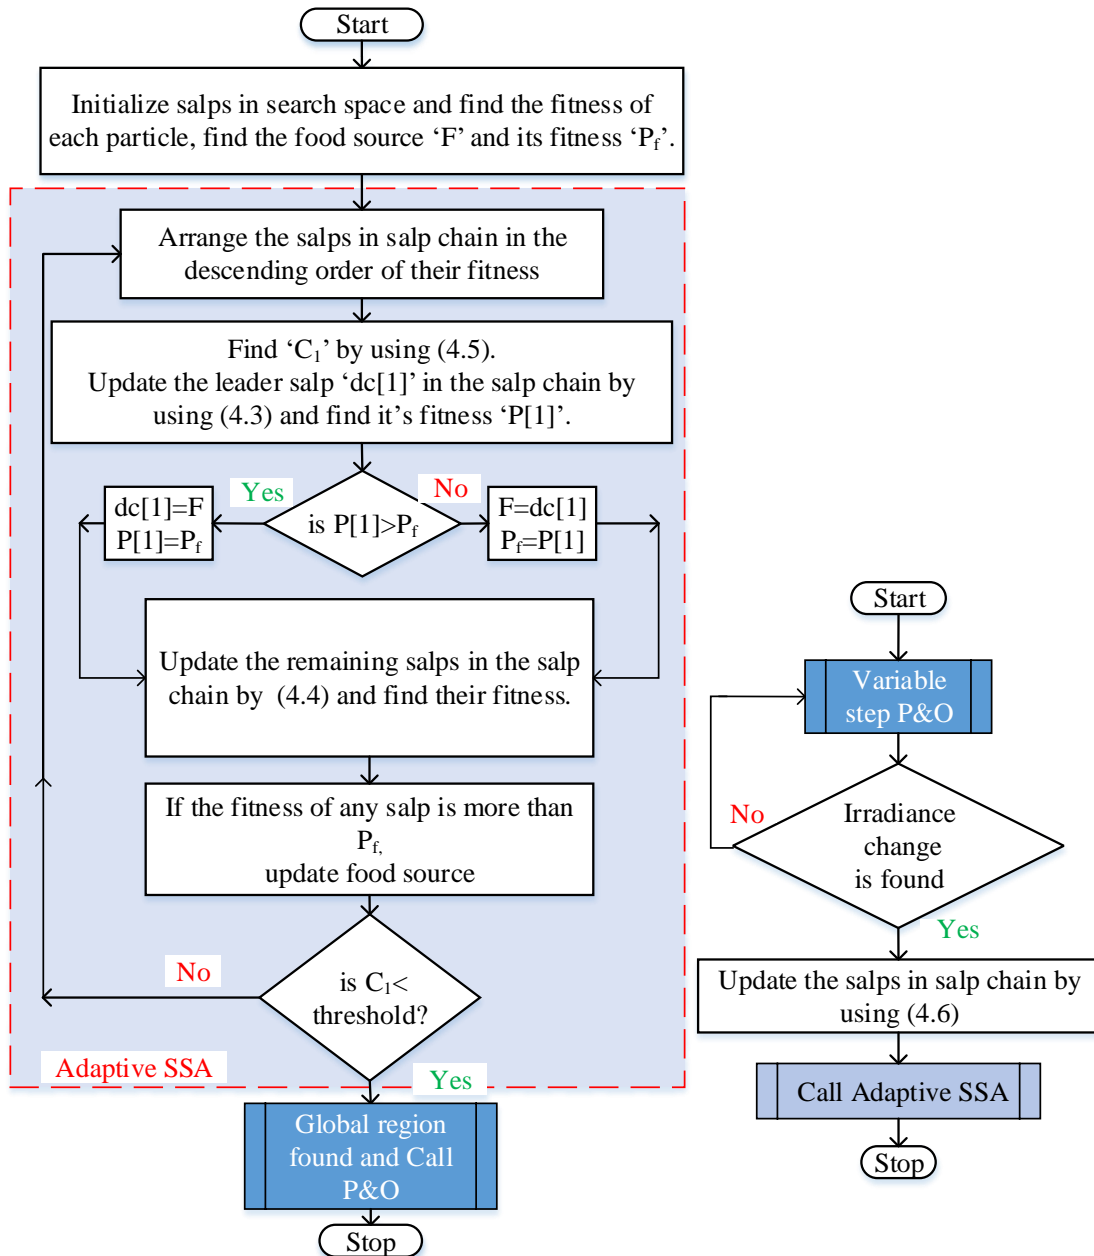 Start
Initialize salps in search space and find the fitness of
each particle, find the food source ‘F’ and its fitness ‘Pf’.
Arrange the salps in salp chain in the
descending order of their fitness
Find ‘C1’ by using (4.5).
Update the leader salp ‘dc[1]’ in the salp chain by
using (4.3) and find it’s fitness ‘P[1]’.
Yes
No
dc[1]=F
P[1]=Pf
is P[1]>Pf
F=dc[1]
Pf=P[1]
Update the remaining salps in the salp
chain by (4.4) and find their fitness.
If the fitness of any salp is more than
Pf,
update food source
No
is C1<
threshold?
Adaptive SSA
Yes
Global region
found and Call
P&O
Stop
Start
Variable
step P&O
No
Irradiance
change
is found
Yes
Update the salps in salp chain by
using (4.6)
Call Adaptive SSA
Stop